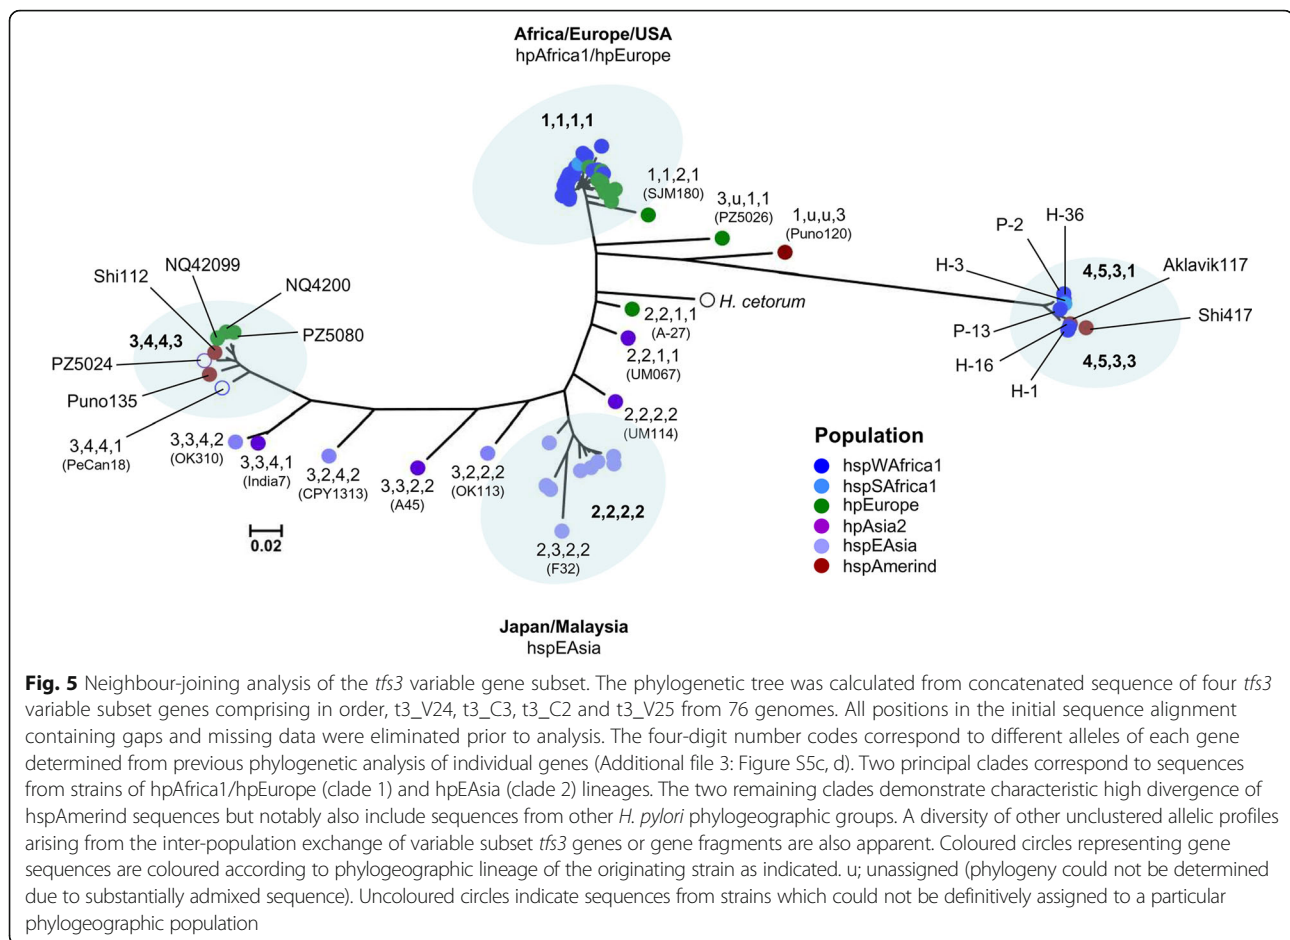 Africa/Europe/USA
hpAfrica1/hpEurope
1,1,1,1
1,1,2,1
(SJM180)
3,u,1,1
(PZ5026)
1,u,u,3
(Puno120)
H-36
P-2
H-3
4,5,3,1
Aklavik117
Shi417
P-13
H-16
4,5,3,3
H-1
H. cetorum
2,2,1,1
(A-27)
2,2,1,1
(UM067)
2,2,2,2
(UM114)
NQ42099
Shi112
NQ4200
PZ5080
3,4,4,3
PZ5024
Puno135
3,4,4,1
(PeCan18)
3,3,4,2
(OK310)
3,3,4,1
(India7)
3,2,4,2
(CPY1313)
3,3,2,2
(A45)
3,2,2,2
(OK113)
2,2,2,2
2,3,2,2
(F32)
0.02
Japan/Malaysia
hspEAsia
Population
hspWAfrica1
hspSAfrica1
hpEurope
hpAsia2
hspEAsia
hspAmerind
Fig. 5 Neighbour-joining analysis of the tfs3 variable gene subset. The phylogenetic tree was calculated from concatenated sequence of four tfs3
variable subset genes comprising in order, t3_V24, t3_C3, t3_C2 and t3_V25 from 76 genomes. All positions in the initial sequence alignment
containing gaps and missing data were eliminated prior to analysis. The four-digit number codes correspond to different alleles of each gene
determined from previous phylogenetic analysis of individual genes (Additional file 3: Figure S5c, d). Two principal clades correspond to sequences
from strains of hpAfrica1/hpEurope (clade 1) and hpEAsia (clade 2) lineages. The two remaining clades demonstrate characteristic high divergence of
hspAmerind sequences but notably also include sequences from other H. pylori phylogeographic groups. A diversity of other unclustered allelic profiles
arising from the inter-population exchange of variable subset tfs3 genes or gene fragments are also apparent. Coloured circles representing gene
sequences are coloured according to phylogeographic lineage of the originating strain as indicated. u; unassigned (phylogeny could not be determined
due to substantially admixed sequence). Uncoloured circles indicate sequences from strains which could not be definitively assigned to a particular
phylogeographic population